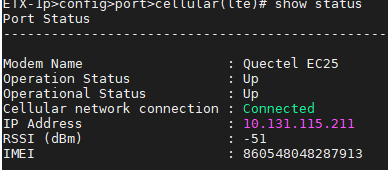 ETX-1p>config>port>cellular(lte)# show status
Port Status
------------------------------------------------
Modem Name : Quectel EC25
Operation Status : Up
Operational Status : Up
Cellular network connection : Connected
IP Address : 10.131.115.211
RSSI (dBm) : -51
IMEI : 860548048287913